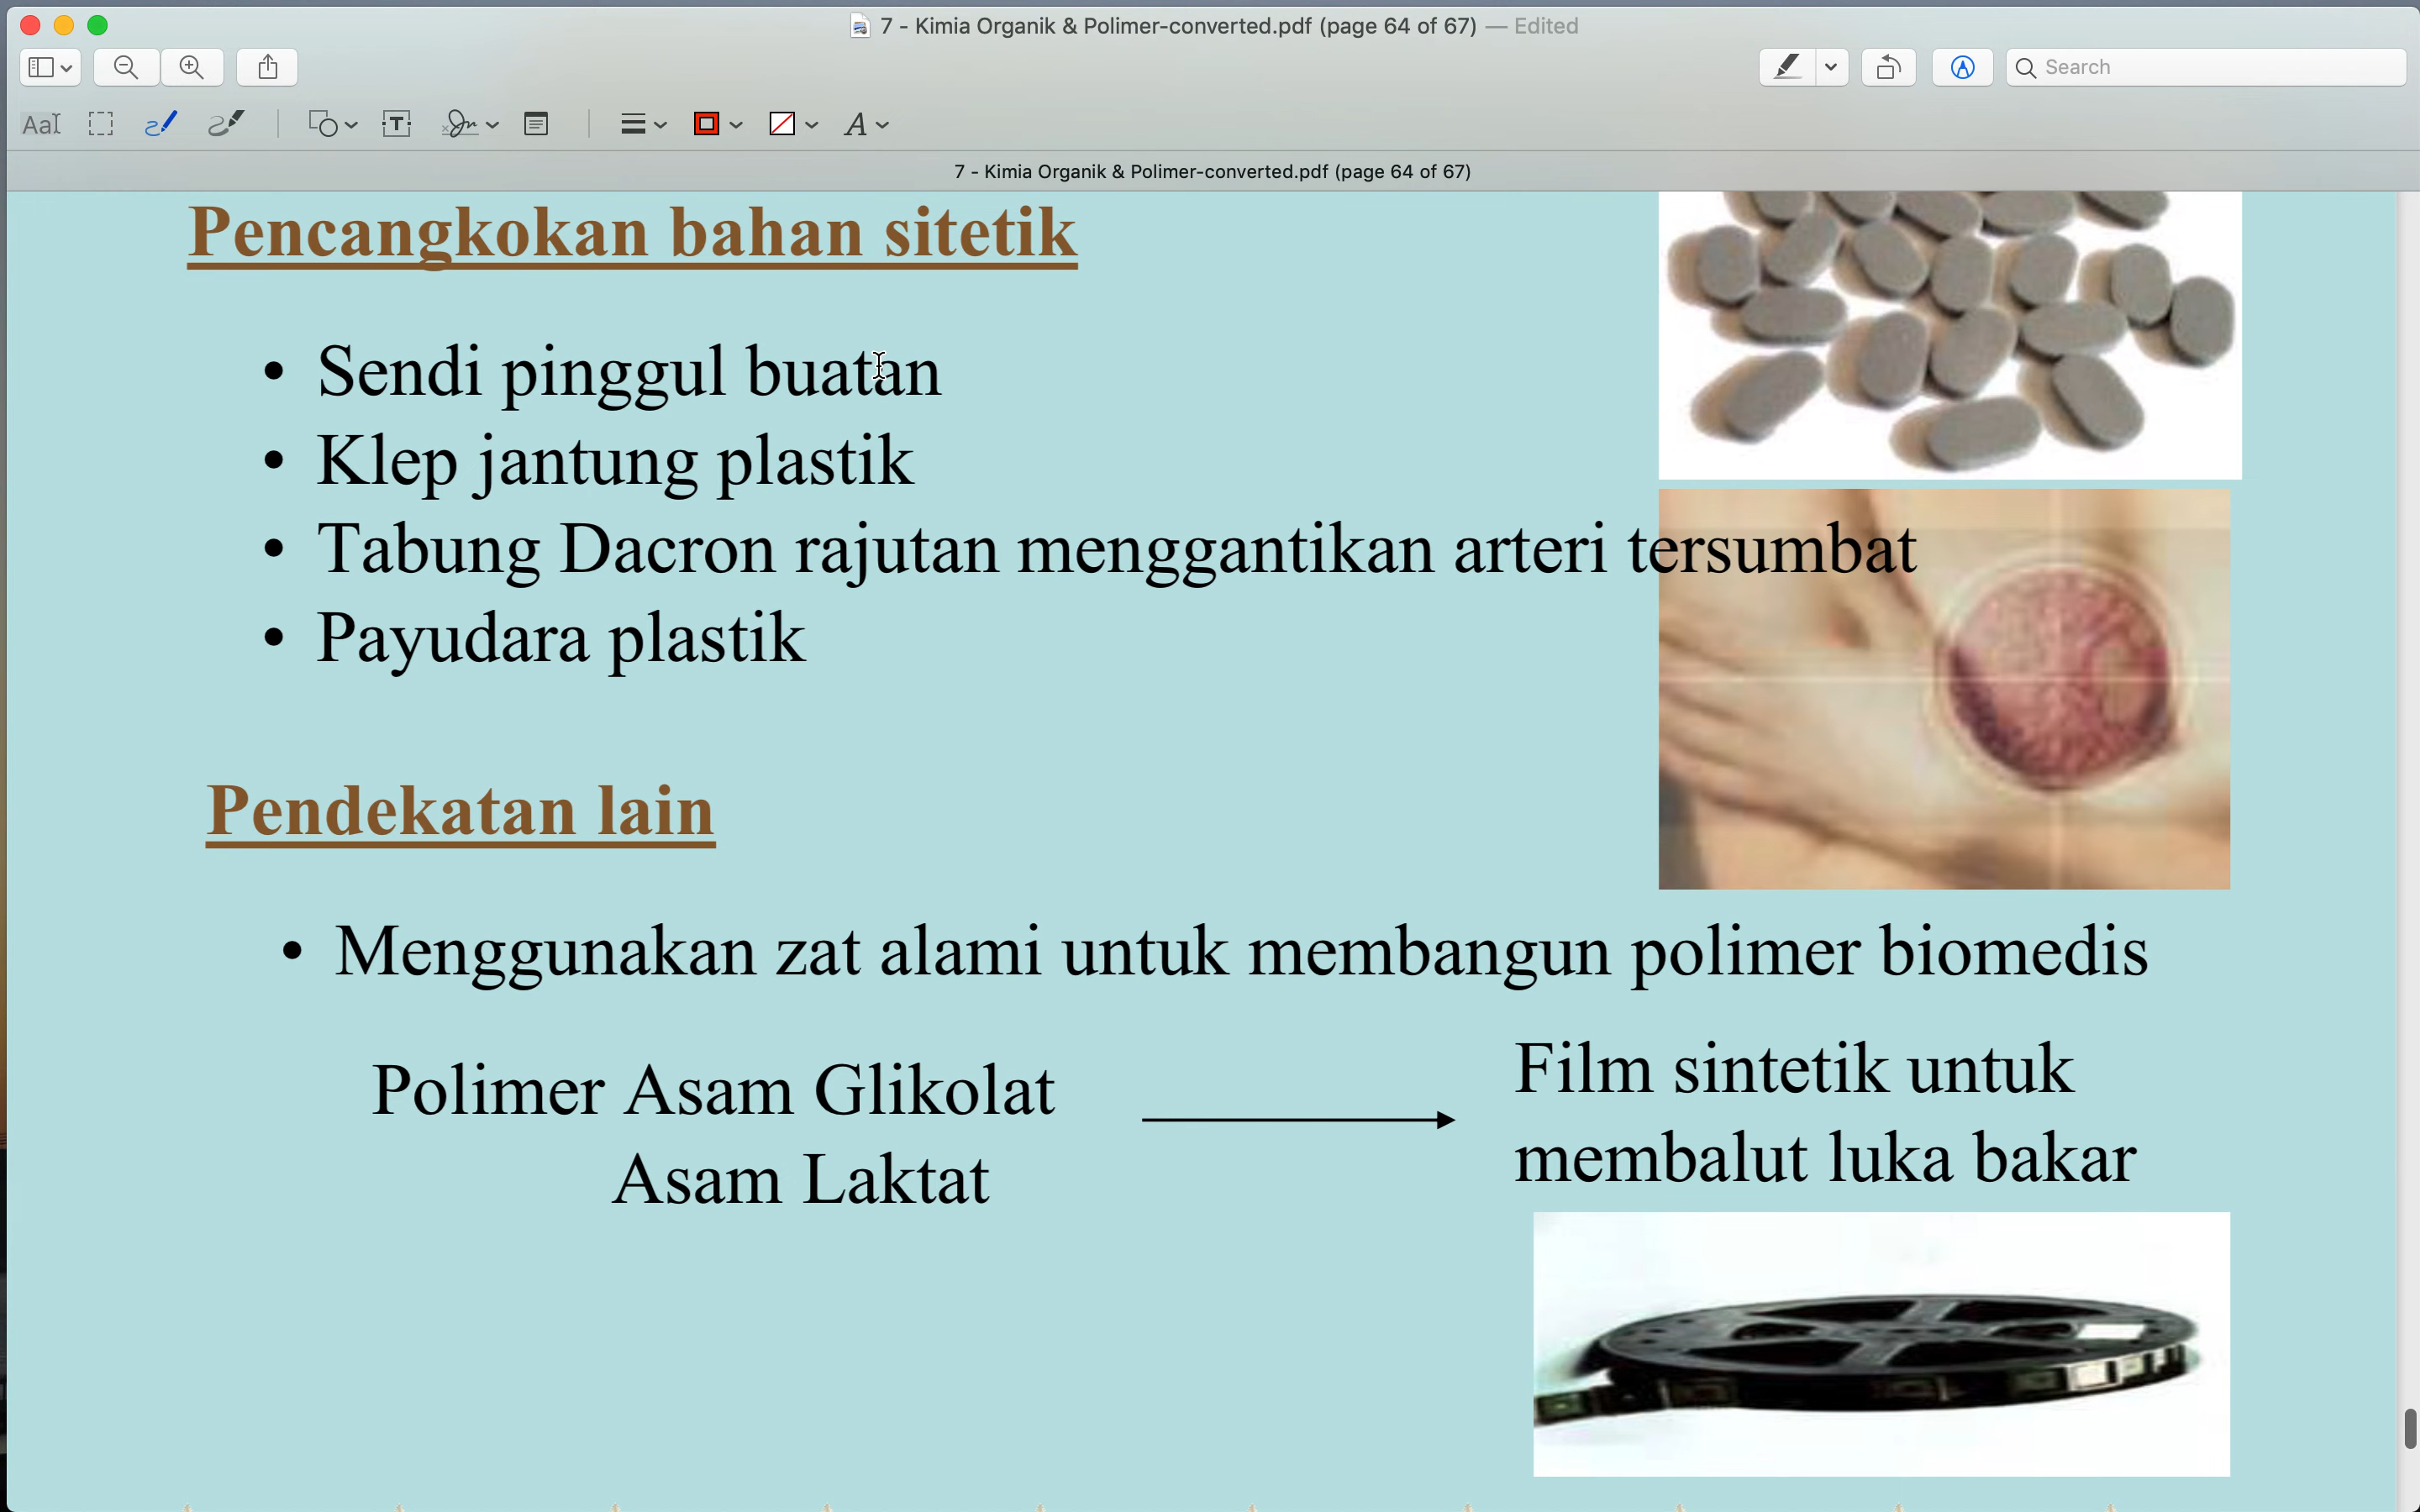 7 - Kimia Organik & Polimer-converted.pdf (page 64 of 67) — Edited
Search
AaI
T
A
7 - Kimia Organik & Polimer-converted.pdf (page 64 of 67)
Pencangkokan bahan sitetik
• Sendi pinggul buatan
• Klep jantung plastik
• Tabung Dacron rajutan menggantikan arteri tersumbat
• Payudara plastik
Pendekatan lain
• Menggunakan zat alami untuk membangun polimer biomedis
Polimer Asam Glikolat
Asam Laktat
Film sintetik untuk
membalut luka bakar